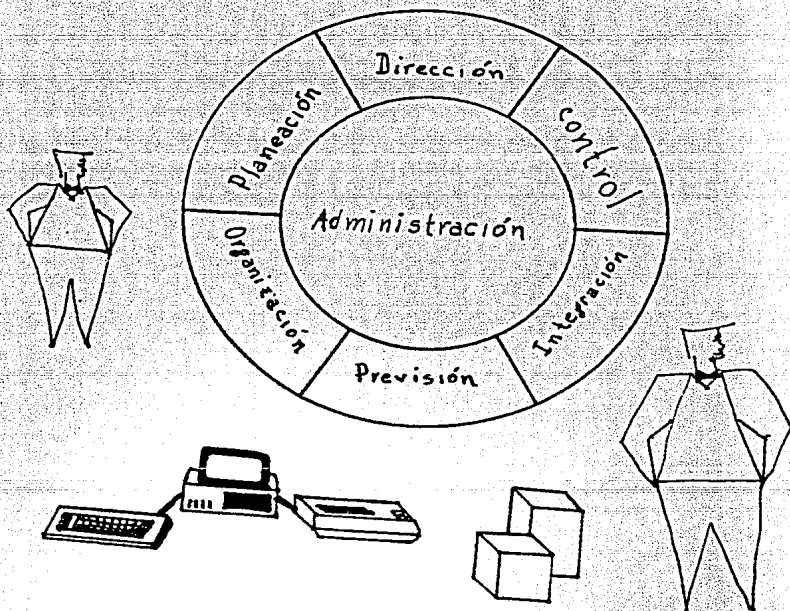 Dirección
Planeación
control
Administración
Organización
Integración
Previsión